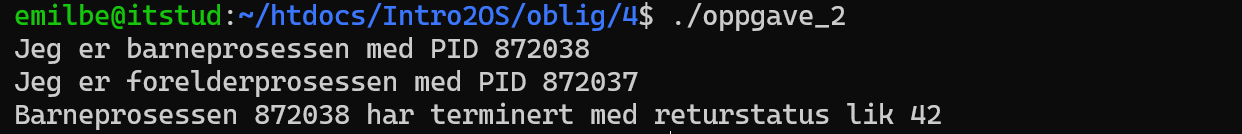 emilbe@itstud:~/htdocs/Intro2OS/oblig/4$ ./oppgave_2
Jeg er barneprosessen med PID 872038
Jeg er forelderprosessen med PID 872037
Barneprosessen 872038 har terminert med returstatus lik 42